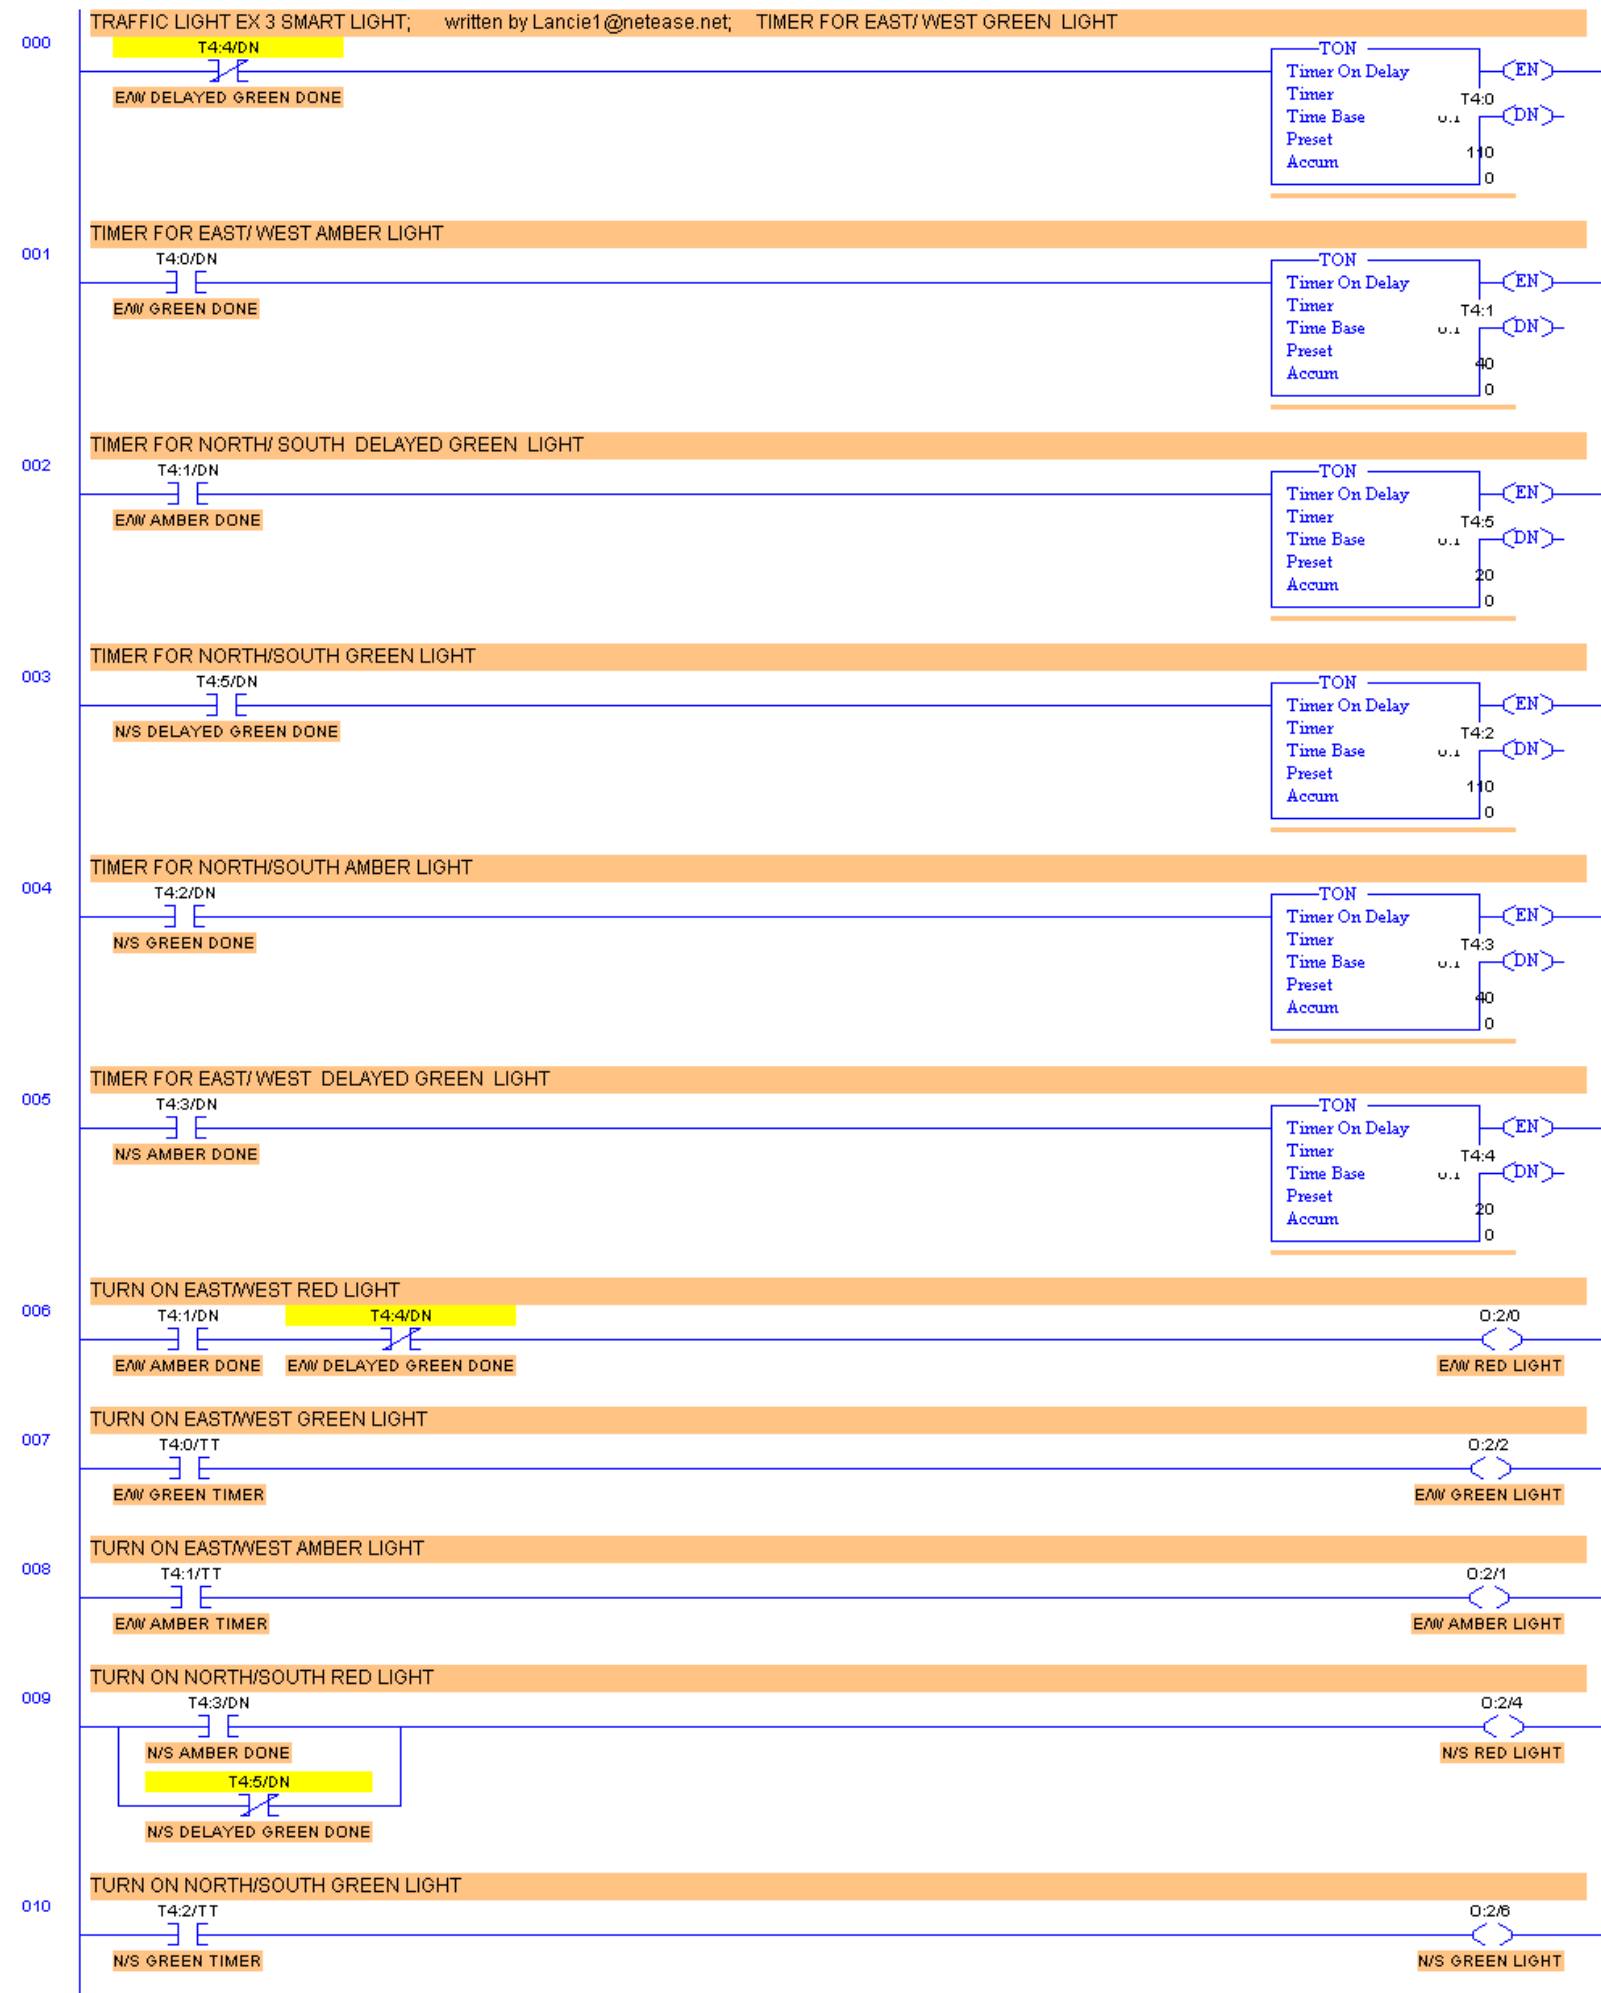 TRAFFIC LIGHT EX 3 SMART LIGHT; written by Lancie1@netease.net; TIMER FOR EAST/ WEST GREEN LIGHT
000
T4:4/DN
E/W DELAYED GREEN DONE
TON
Timer On Delay
Timer T4:0
Time Base
Preset 110
Accum 0
EN
DN
TIMER FOR EAST/ WEST AMBER LIGHT
001
T4:0/DN
E/W GREEN DONE
TON
Timer On Delay
Timer T4:1
Time Base
Preset 40
Accum 0
EN
DN
TIMER FOR NORTH/ SOUTH DELAYED GREEN LIGHT
002
T4:1/DN
E/W AMBER DONE
TON
Timer On Delay
Timer T4:5
Time Base
Preset 20
Accum 0
EN
DN
TIMER FOR NORTH/SOUTH GREEN LIGHT
003
T4:5/DN
N/S DELAYED GREEN DONE
TON
Timer On Delay
Timer T4:2
Time Base
Preset 110
Accum 0
EN
DN
TIMER FOR NORTH/SOUTH AMBER LIGHT
004
T4:2/DN
N/S GREEN DONE
TON
Timer On Delay
Timer T4:3
Time Base
Preset 40
Accum 0
EN
DN
TIMER FOR EAST/ WEST DELAYED GREEN LIGHT
005
T4:3/DN
N/S AMBER DONE
TON
Timer On Delay
Timer T4:4
Time Base
Preset 20
Accum 0
EN
DN
TURN ON EAST/WEST RED LIGHT
006
T4:1/DN T4:4/DN O:2/0
E/W AMBER DONE E/W DELAYED GREEN DONE E/W RED LIGHT
TURN ON EAST/WEST GREEN LIGHT
007
T4:0/TT O:2/2
E/W GREEN TIMER E/W GREEN LIGHT
TURN ON EAST/WEST AMBER LIGHT
008
T4:1/TT O:2/1
E/W AMBER TIMER E/W AMBER LIGHT
TURN ON NORTH/SOUTH RED LIGHT
009
T4:3/DN O:2/4
N/S AMBER DONE N/S RED LIGHT
T4:5/DN
N/S DELAYED GREEN DONE
TURN ON NORTH/SOUTH GREEN LIGHT
010
T4:2/TT O:2/6
N/S GREEN TIMER N/S GREEN LIGHT